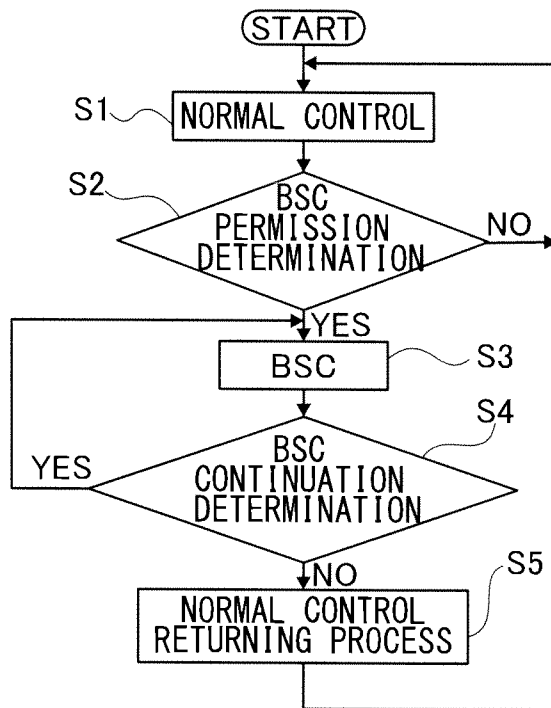 START
S1
NORMAL CONTROL
S2
BSC
PERMISSION
DETERMINATION
NO
YES
BSC
S3
S4
BSC
CONTINUATION
DETERMINATION
YES
NO
S5
NORMAL CONTROL
RETURNING PROCESS